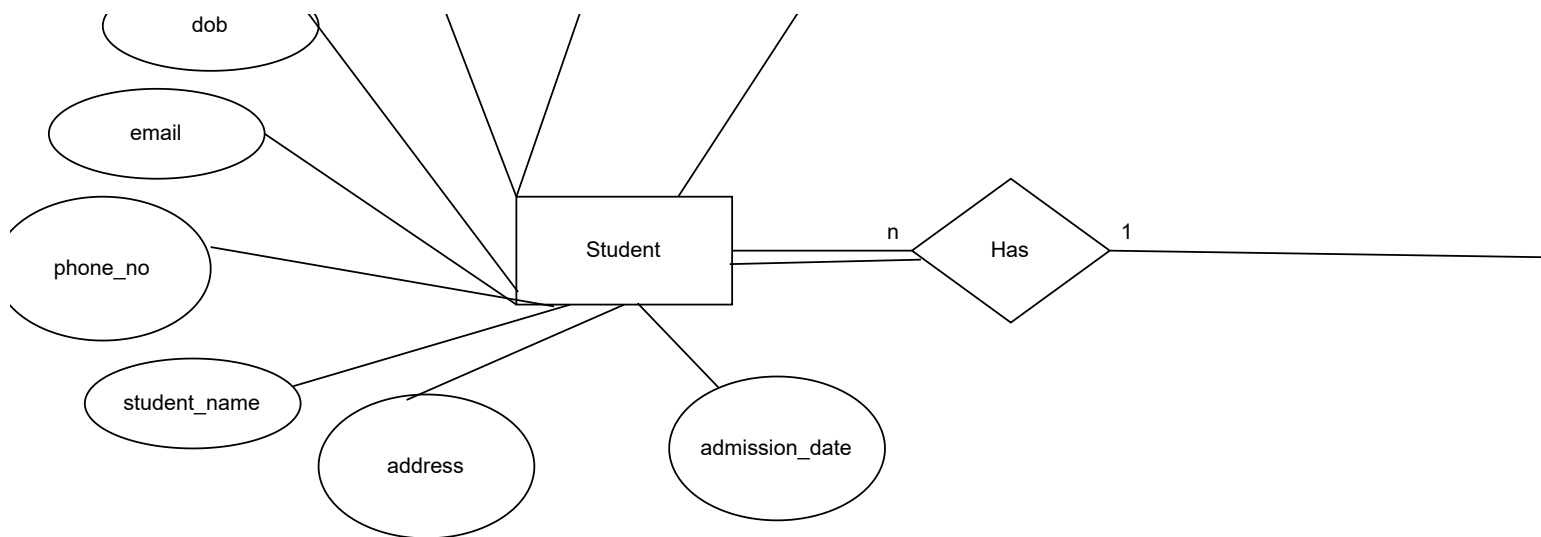 dob
email
phone_no
Student
n
Has
1
student_name
address
admission_date